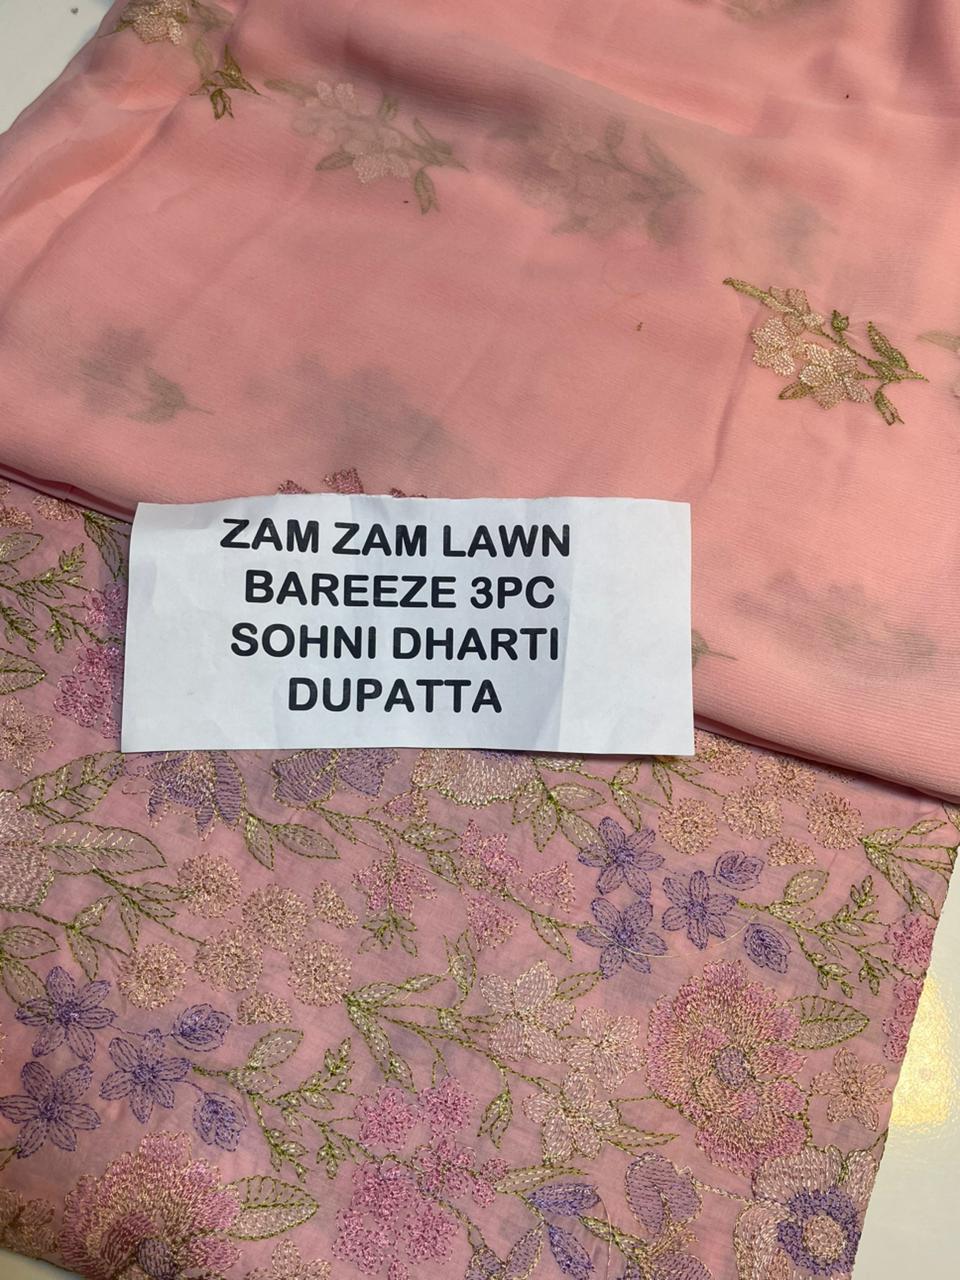 ZAM ZAM LAWN
BAREEZE 3PC
SOHNI DHARTI
DUPATTA